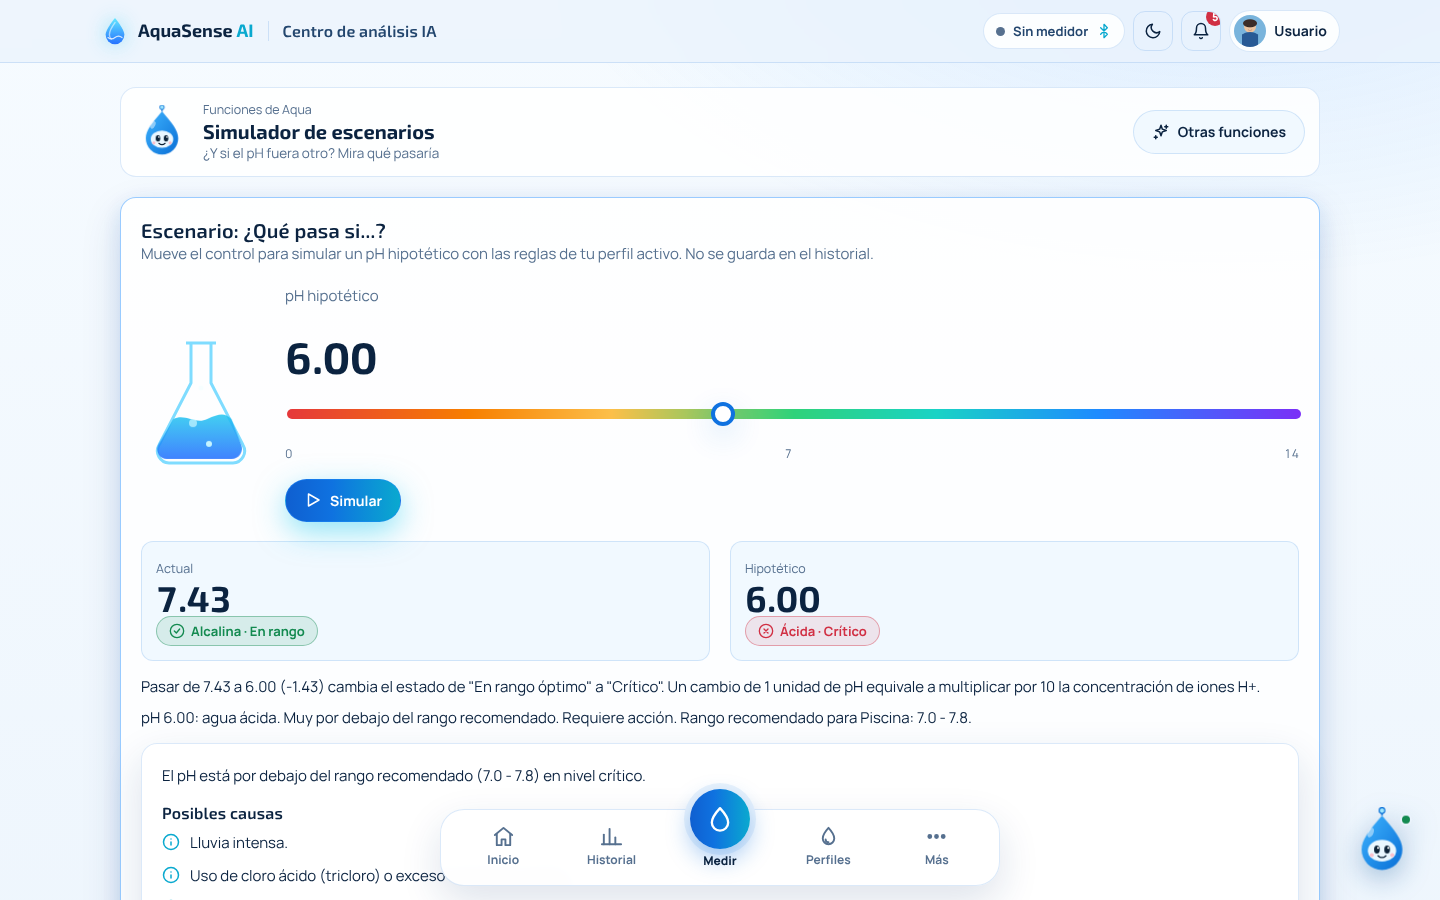 AquaSense AI
Centro de análisis IA
Sin medidor
5
Usuario
Funciones de Aqua
Simulador de escenarios
¿Y si el pH fuera otro? Mira qué pasaría
Otras funciones
Escenario: ¿Qué pasa si...?
Mueve el control para simular un pH hipotético con las reglas de tu perfil activo. No se guarda en el historial.
pH hipotético
6.00
0 7 14
Simular
Actual
7.43
Alcalina · En rango
Hipotético
6.00
Ácida · Crítico
Pasar de 7.43 a 6.00 (-1.43) cambia el estado de "En rango óptimo" a "Crítico". Un cambio de 1 unidad de pH equivale a multiplicar por 10 la concentración de iones H+.
pH 6.00: agua ácida. Muy por debajo del rango recomendado. Requiere acción. Rango recomendado para Piscina: 7.0 - 7.8.
El pH está por debajo del rango recomendado (7.0 - 7.8) en nivel crítico.
Posibles causas
Lluvia intensa.
Uso de cloro ácido (tricloro) o exceso
Inicio
Historial
Medir
Perfiles
Más